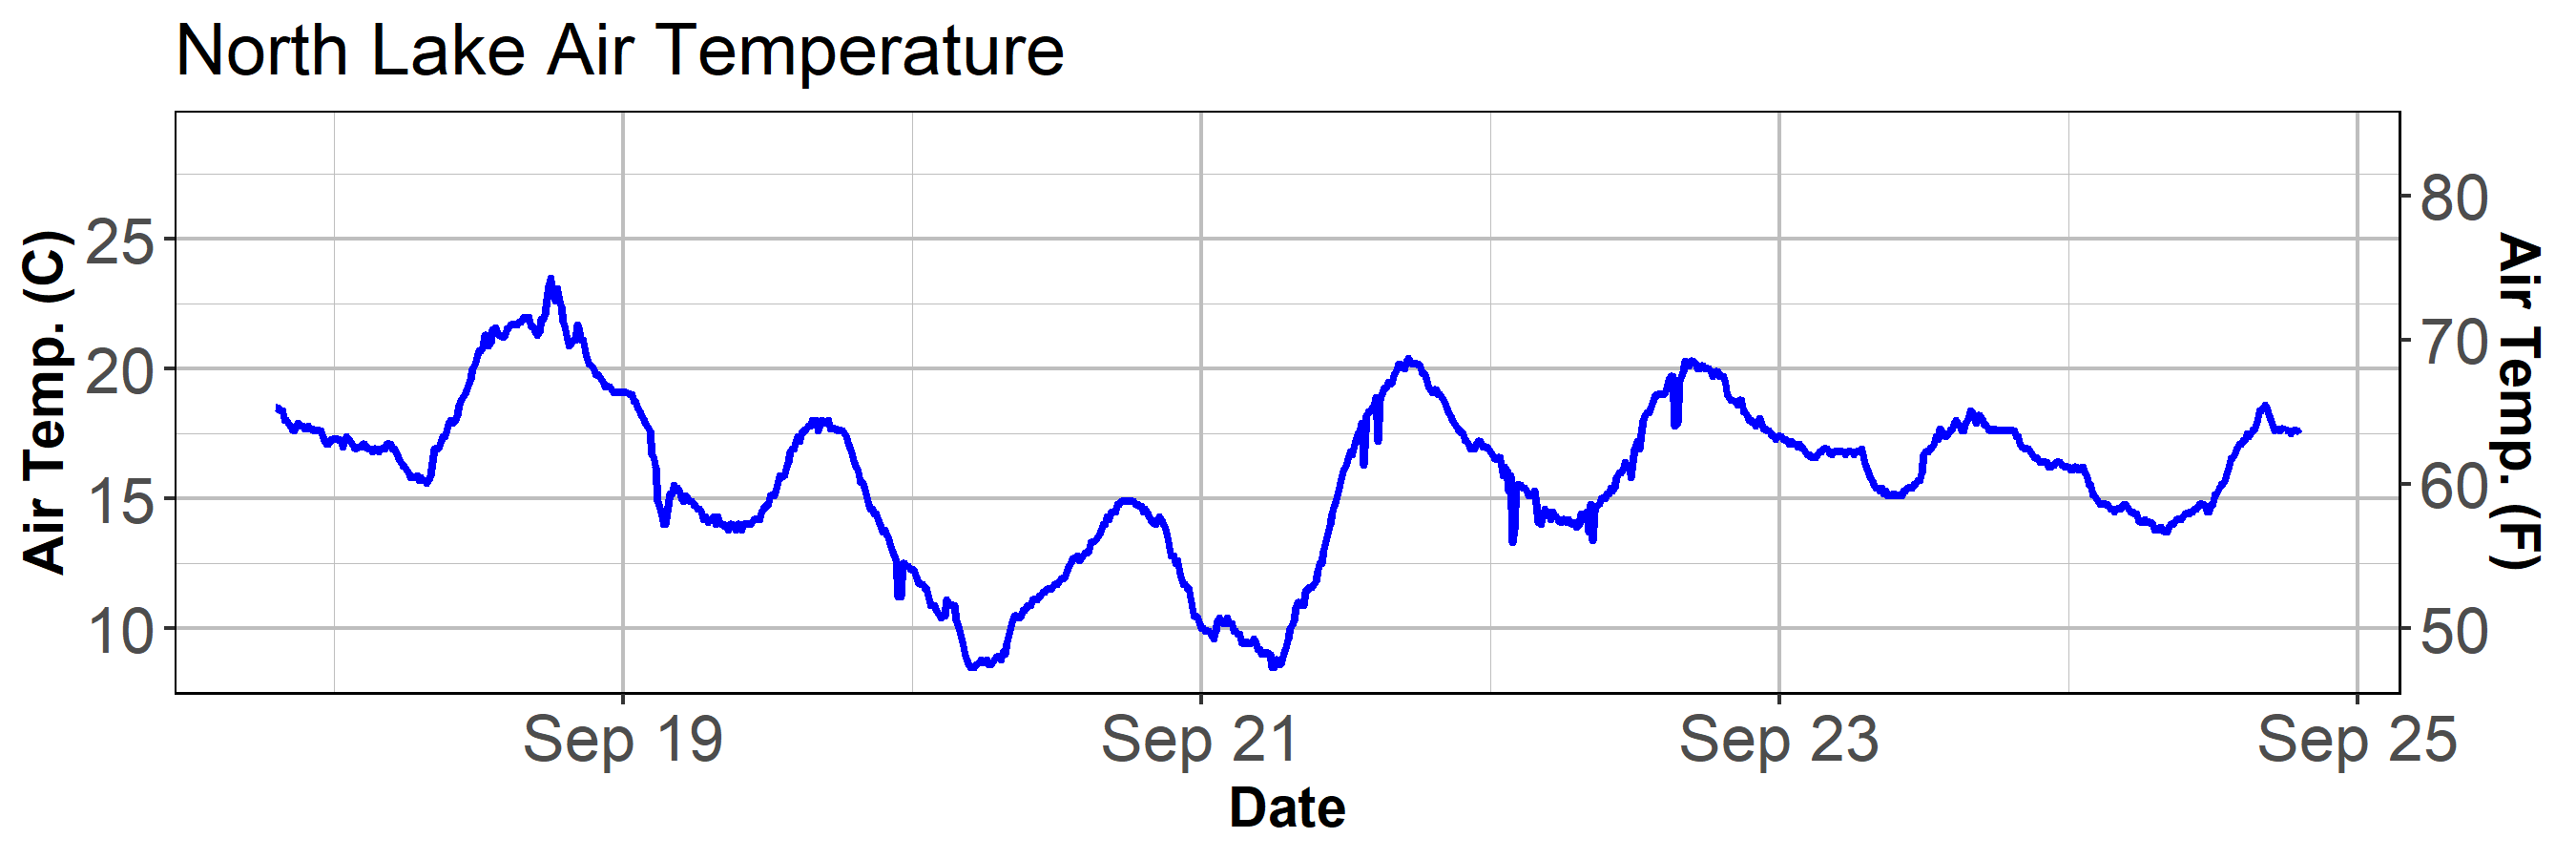 North Lake Air Temperature
Air Temp. (C)
25
20
15
10
80
70
60
50
Air Temp. (F)
Sep 19
Sep 21
Sep 23
Sep 25
Date